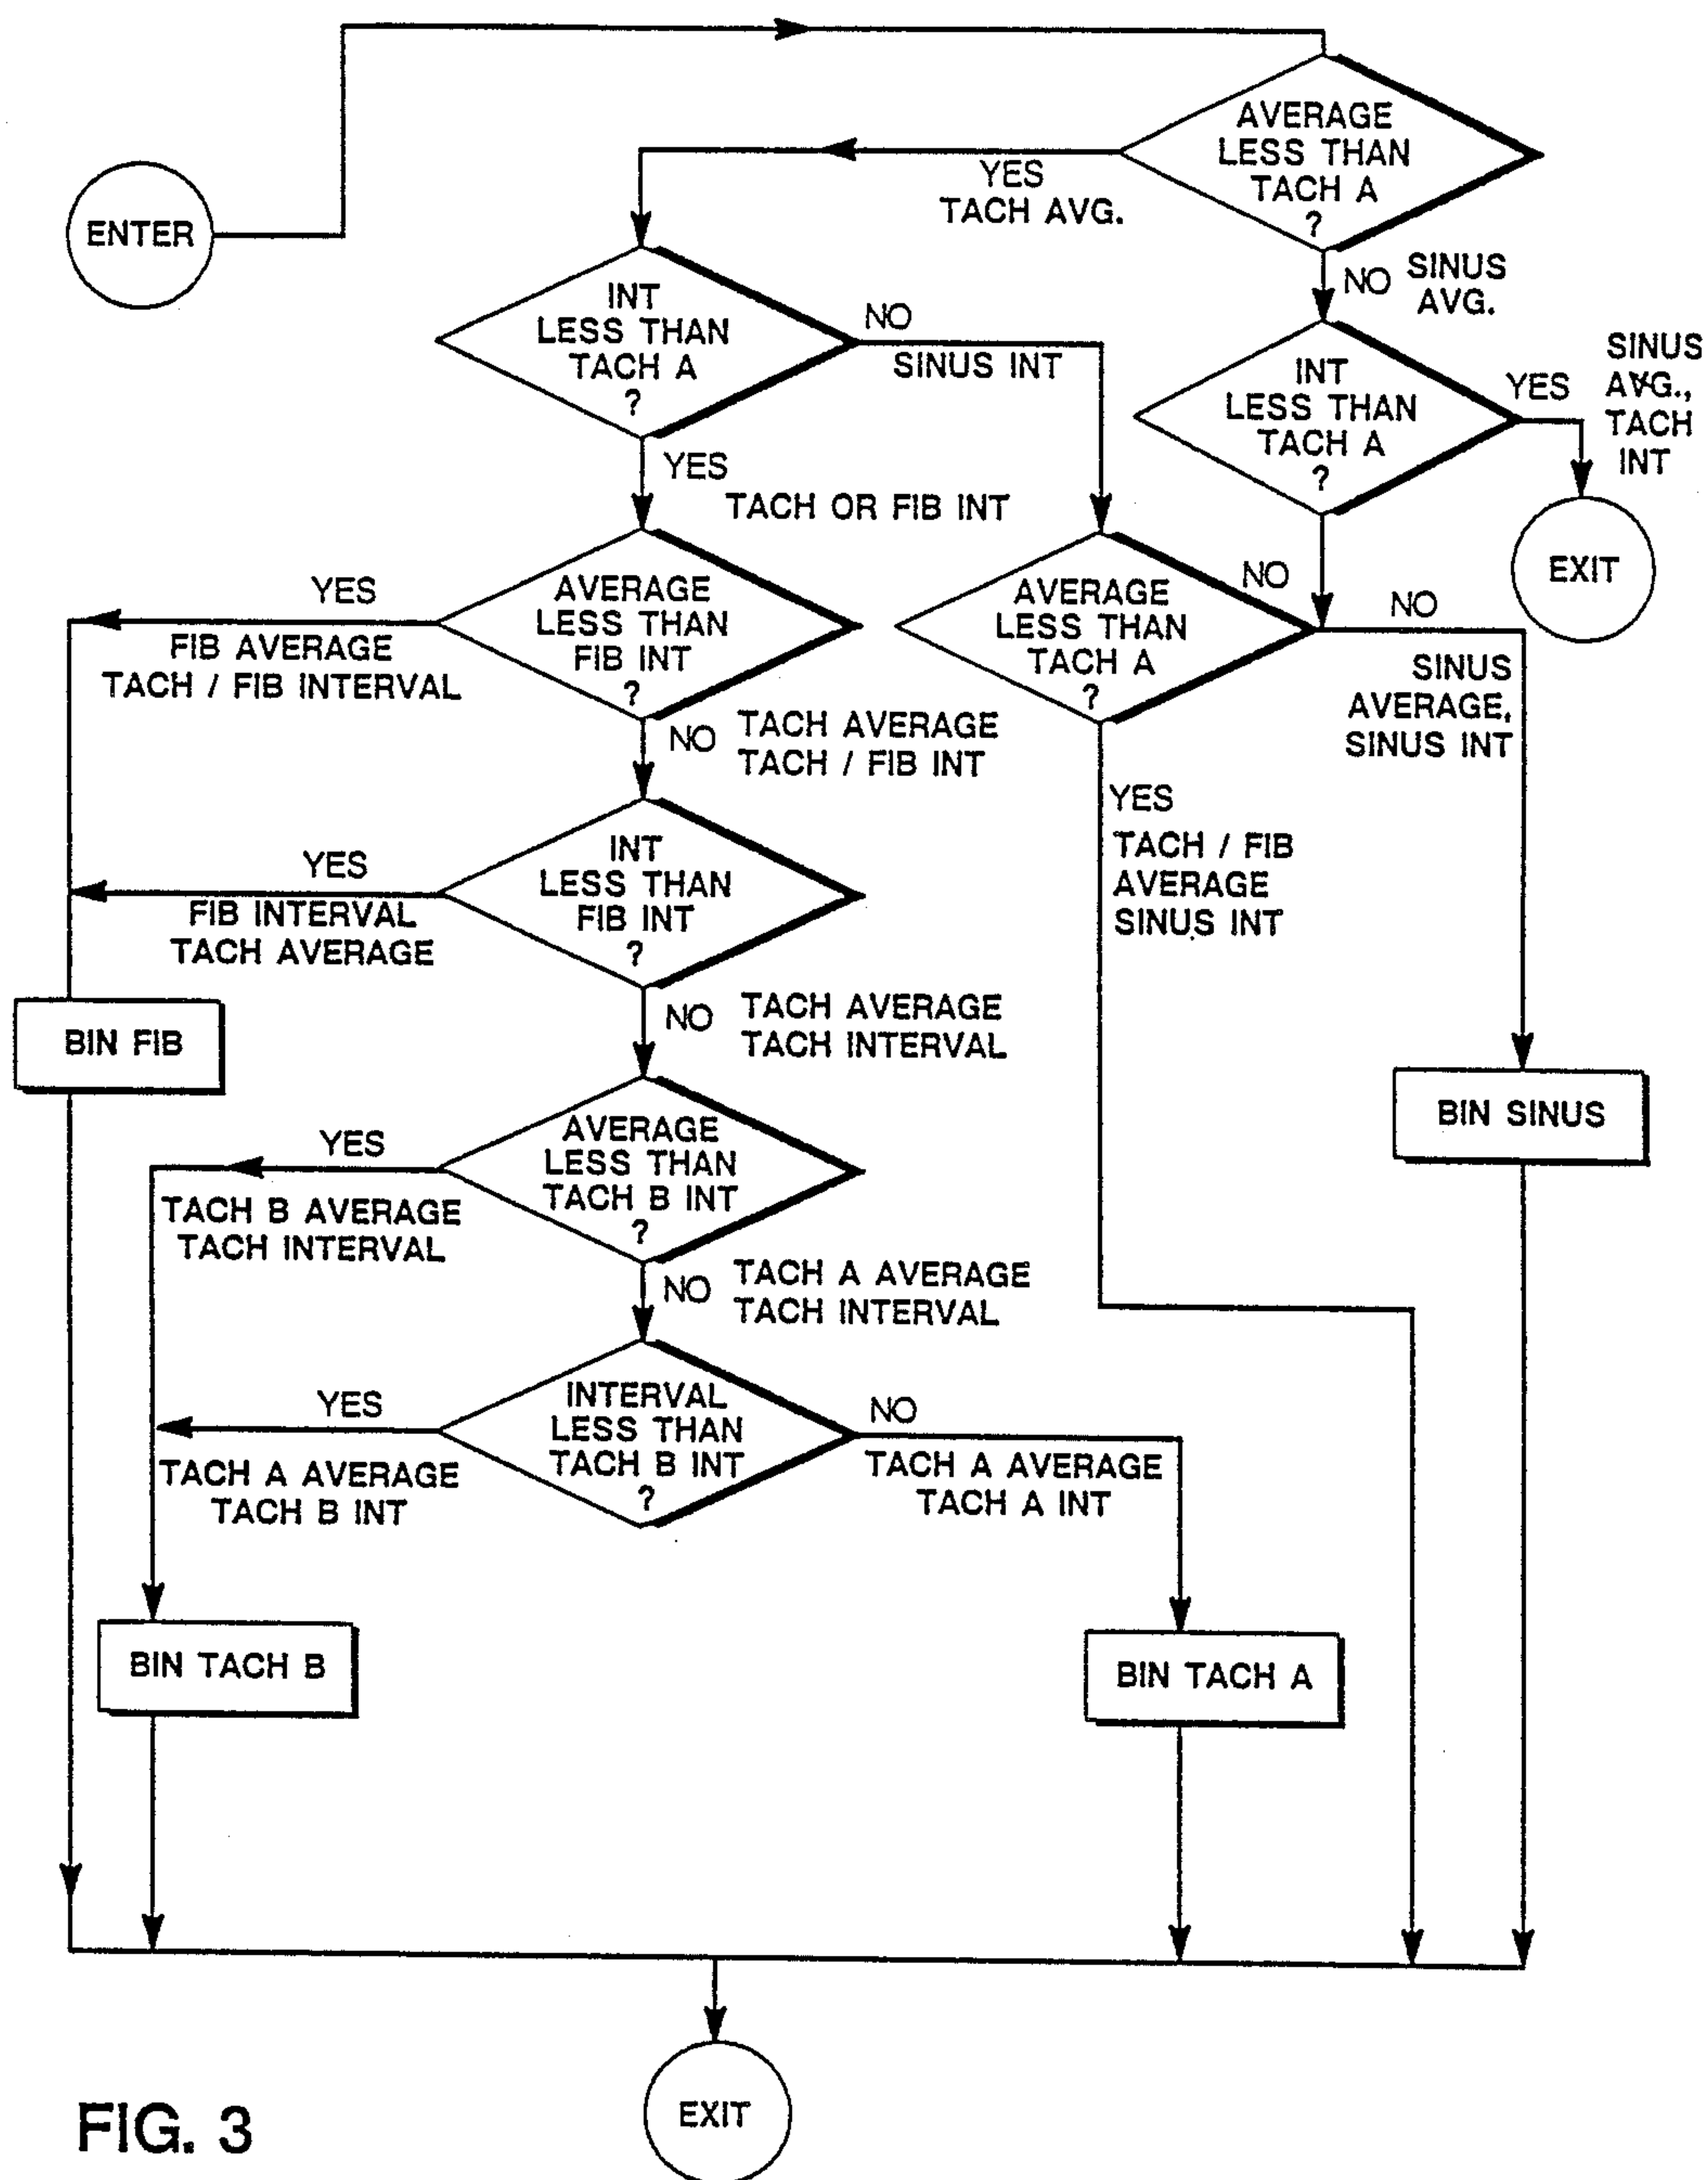 AVERAGE
LESS THAN
TACH A
?
ENTER
YES
TACH AVG.
NO
SINUS
AVG.
INT
LESS THAN
TACH A
?
NO
SINUS INT
INT
LESS THAN
TACH A
?
YES
SINUS
AVG.,
TACH
INT
EXIT
YES
TACH OR FIB INT
AVERAGE
LESS THAN
FIB INT
?
YES
FIB AVERAGE
TACH / FIB INTERVAL
AVERAGE
LESS THAN
TACH A
?
NO
NO
SINUS
AVERAGE,
SINUS INT
NO
TACH AVERAGE
TACH / FIB INT
YES
TACH / FIB
AVERAGE
SINUS INT
INT
LESS THAN
FIB INT
?
YES
FIB INTERVAL
TACH AVERAGE
BIN FIB
NO
TACH AVERAGE
TACH INTERVAL
BIN SINUS
AVERAGE
LESS THAN
TACH B INT
?
YES
TACH B AVERAGE
TACH INTERVAL
NO
TACH A AVERAGE
TACH INTERVAL
INTERVAL
LESS THAN
TACH B INT
?
YES
TACH A AVERAGE
TACH B INT
NO
TACH A AVERAGE
TACH A INT
BIN TACH B
BIN TACH A
EXIT
FIG. 3